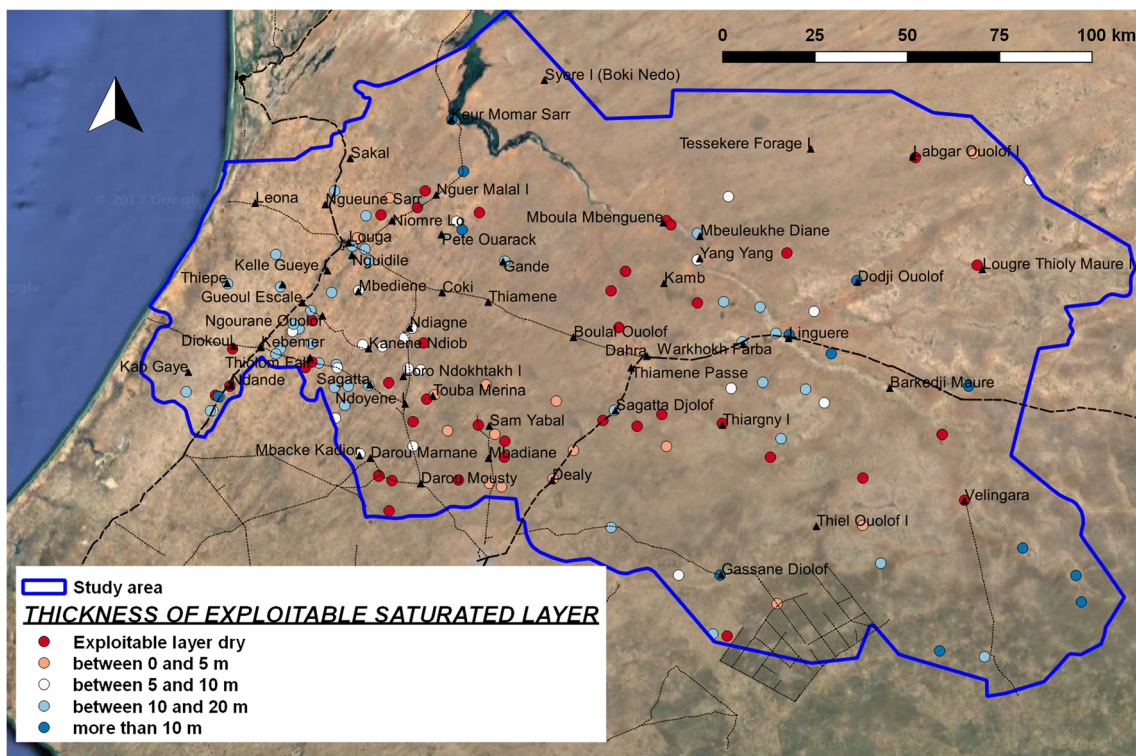 0 25 50 75 100 km
Syere I (Boki Nedo)
Keur Momar Sarr
Tessekere Forage I
Labgar Ouolof I
Sakal
© 2017 Google
Leona
Ngueune Sarr
Nguer Malal I
Niomre Lo
Mboula Mbenguene
Mbeuleukhe Diane
Louga
Pete Ouarack
Nguidile
Yang Yang
Kelle Gueye
Gande
Lougre Thioly Maure I
Thiepe
Mbediene
Coki
Kamb
Dodji Ouolof
Gueoul Escale
Thiamene
Ngourane Ouolof
Ndiagne
Boulal Ouolof
Linguere
Diokoul
Kebemer
Kanene Ndiob
Dahra
Warkhokh Farba
Kab Gaye
Thiolom Fall
Loro Ndokhtakh I
Thiamene Passe
Ndande
Sagatta
Touba Merina
Barkedji Maure
Ndoyene I
Sagatta Djolof
Sam Yabal
Thiargny I
Mbacke Kadior
Darou Marnane
Mbadiane
Darou Mousty
Dealy
Velingara
Thiel Ouolof I
Gassane Diolof
Study area
THICKNESS OF EXPLOITABLE SATURATED LAYER
Exploitable layer dry
between 0 and 5 m
between 5 and 10 m
between 10 and 20 m
more than 10 m